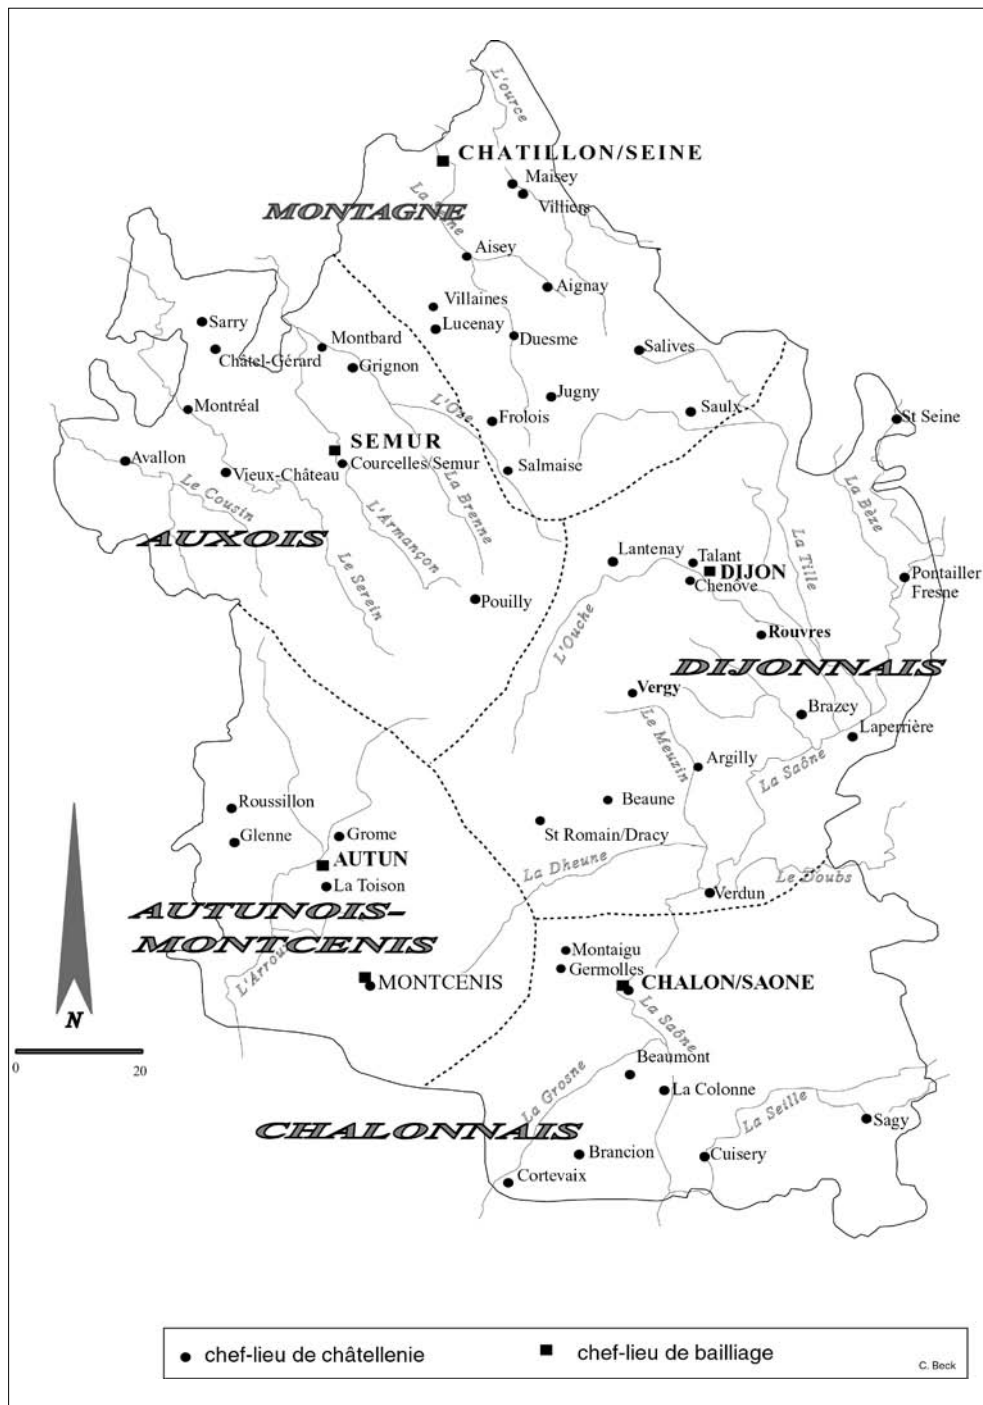 L'ource
CHATILLON/SEINE
Maisey
La Seine
Villiers
MONTAGNE
Aisey
Aignay
Villaines
Sarry
Lucenay
Montbard
Duesme
Châtel-Gérard
Salives
Grignon
Jugny
Montréal
L'Oze
Saulx
St Seine
Frolois
SEMUR
Avallon
Courcelles/Semur
Salmaise
Vieux-Château
La Brenne
La Bèze
Le Cousin
L'Armançon
AUXOIS
La Tille
Lantenay
Talant
DIJON
Chenôve
Pontailler
Fresne
Le Serein
Pouilly
L'Ouche
Rouvres
DIJONNAIS
Vergy
Brazey
Le Meuzin
Laperrière
Argilly
La Saône
Roussillon
Beaune
Glenne
Grome
St Romain/Dracy
AUTUN
La Dheune
La Toison
Le Doubs
Verdun
AUTUNOIS-
MONTCENIS
Montaigu
L'Arroux
Germolles
MONTCENIS
CHALON/SAONE
La Saône
N
0
20
Beaumont
La Grosne
La Colonne
La Seille
Sagy
CHALONNAIS
Brancion
Cuisery
Cortevaix
chef-lieu de châtellenie
chef-lieu de bailliage
C. Beck